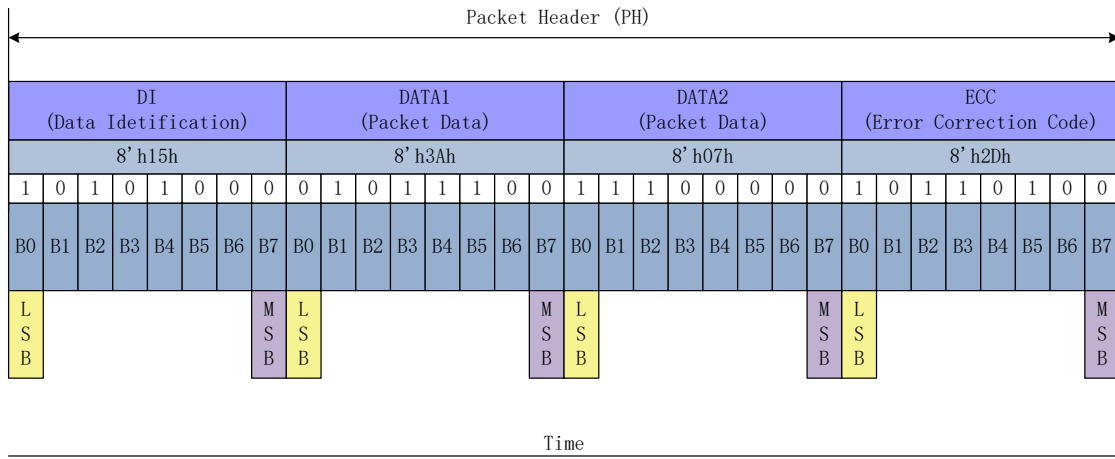 Packet Header (PH)
DI DATA1 DATA2 ECC
(Data Idetification) (Packet Data) (Packet Data) (Error Correction Code)
8'h15h 8'h3Ah 8'h07h 8'h2Dh
1 0 1 0 1 0 0 0 0 1 0 1 1 1 0 0 1 1 1 0 0 0 0 0 1 0 1 1 0 1 0 0
B0 B1 B2 B3 B4 B5 B6 B7 B0 B1 B2 B3 B4 B5 B6 B7 B0 B1 B2 B3 B4 B5 B6 B7 B0 B1 B2 B3 B4 B5 B6 B7
L M L M L M L M
S S S S S S S S
B B B B B B B B
Time